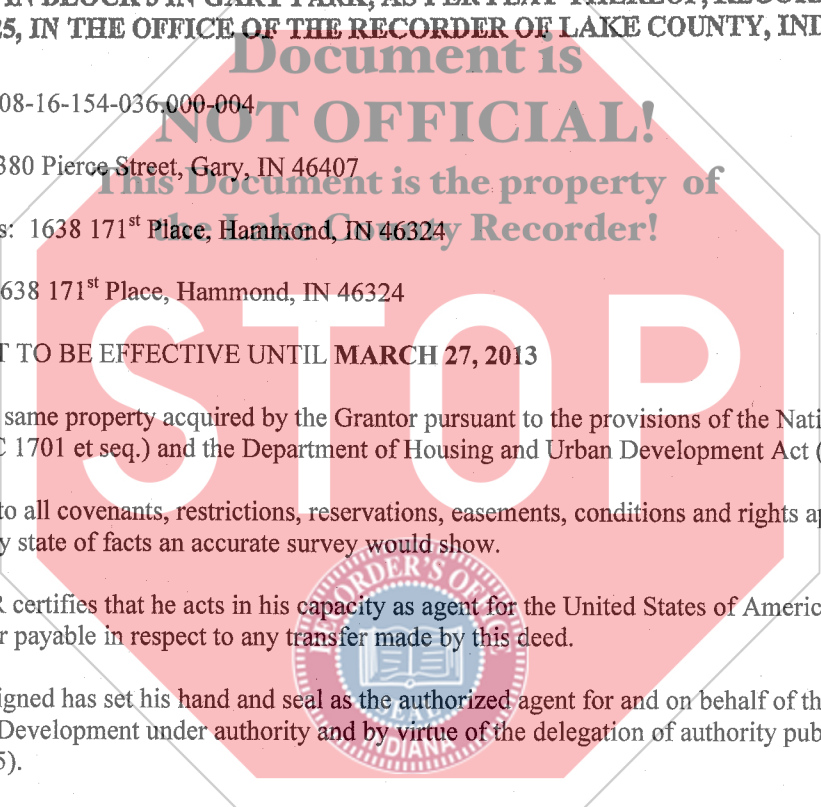 IN BLOCK 5 IN GARY PARK, AS PER PLAT THEREOF,
25, IN THE OFFICE OF THE RECORDER OF LAKE COUNTY, IND
Document is
08-16-154-036.000-004
NOT OFFICIAL!
380 Pierce Street, Gary, IN 46407
This Document is the property of
s: 1638 171st Place, Hammond, IN 46324
the Lake County Recorder!
638 171st Place, Hammond, IN 46324
STOP
T TO BE EFFECTIVE UNTIL MARCH 27, 2013
same property acquired by the Grantor pursuant to the provisions of the Nati
C 1701 et seq.) and the Department of Housing and Urban Development Act (
to all covenants, restrictions, reservations, easements, conditions and rights ap
y state of facts an accurate survey would show.
RECORDER'S OFFIC
R certifies that he acts in his capacity as agent for the United States of Americ
r payable in respect to any transfer made by this deed.
SEAL
INDIANA
igned has set his hand and seal as the authorized agent for and on behalf of th
Development under authority and by virtue of the delegation of authority pub
5).